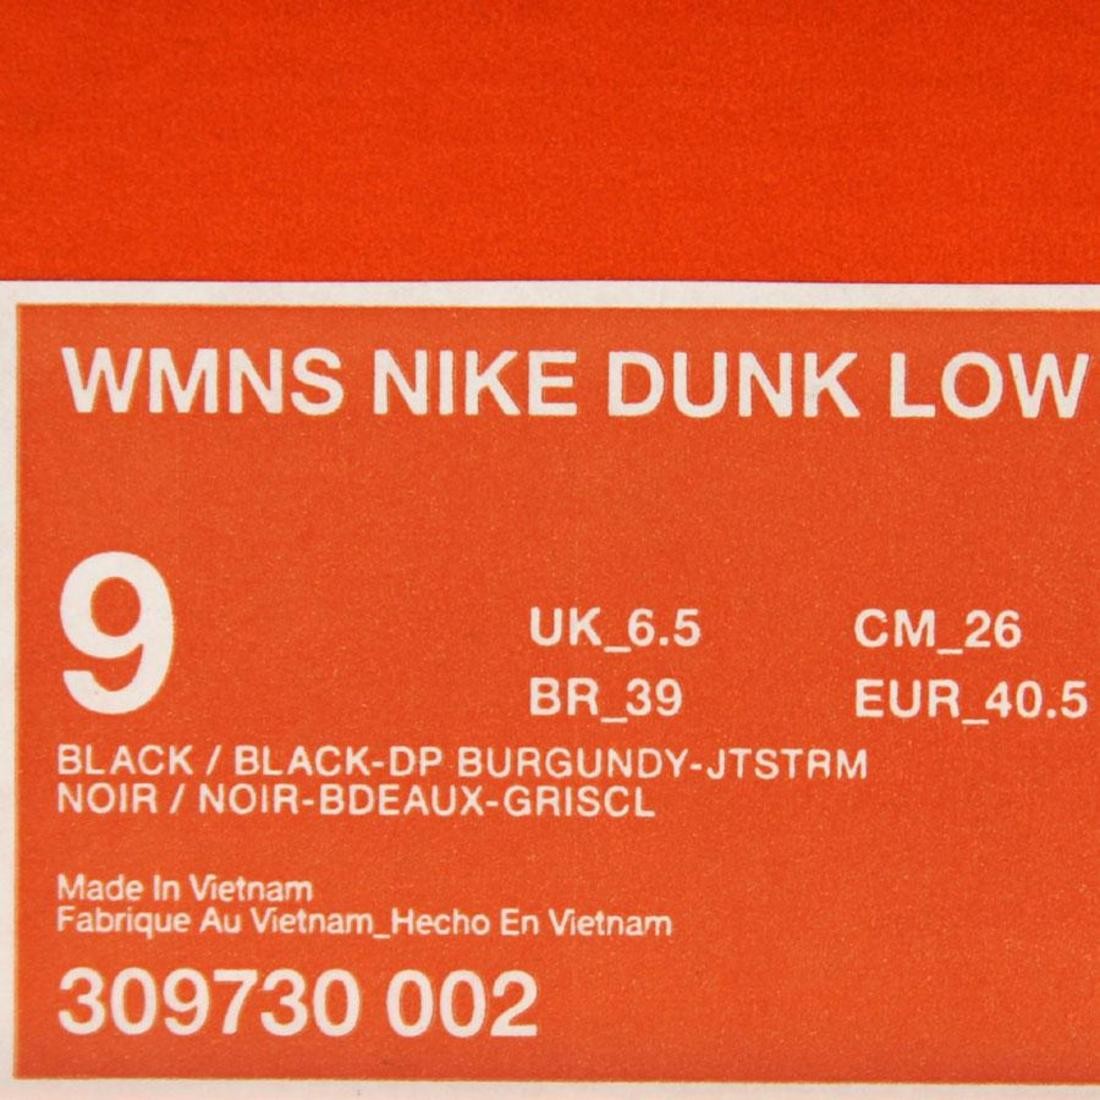 WMNS NIKE DUNK LOW
9
UK_6.5 CM_26
BR_39 EUR_40.5
BLACK / BLACK-DP BURGUNDY-JTSTRM
NOIR / NOIR-BDEAUX-GRISCL
Made In Vietnam
Fabrique Au Vietnam_Hecho En Vietnam
309730 002